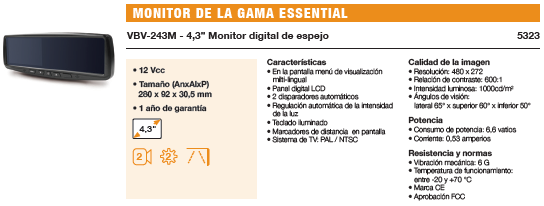 MONITOR DE LA GAMA ESSENTIAL
VBV-243M - 4,3" Monitor digital de espejo 5323
• 12 Vcc
• Tamaño (AnxAlxP)
280 x 92 x 30,5 mm
• 1 año de garantía
4,3"
2
2
Características
• En la pantalla menú de visualización
milti-lingual
• Panel digital LCD
• 2 disparadores automáticos
• Regulación automática de la intensidad
de la luz
• Teclado iluminado
• Marcadores de distancia en pantalla
• Sistema de TV: PAL / NTSC
Calidad de la imagen
• Resolución: 480 x 272
• Relación de contraste: 600:1
• Intensidad luminosa: 1000cd/m²
• Ángulos de visión:
lateral 65° x superior 60° x inferior 50°
Potencia
• Consumo de potencia: 6,6 vatios
• Corriente: 0,53 amperios
Resistencia y normas
• Vibración mecánica: 6 G
• Temperatura de funcionamiento:
entre -20 y +70 °C
• Marca CE
• Aprobación FCC